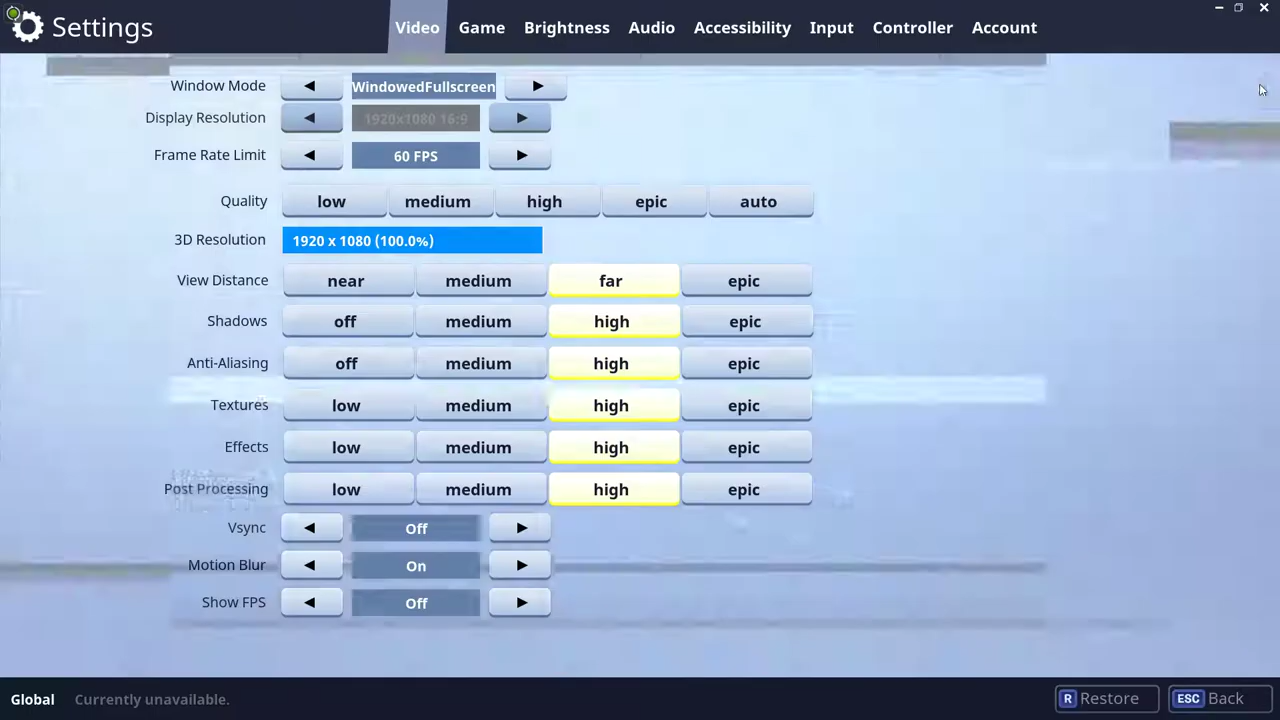 Settings
Video Game Brightness Audio Accessibility Input Controller Account
Window Mode ◀ WindowedFullscreen ▶
Display Resolution ◀ 1920x1080 16:9 ▶
Frame Rate Limit ◀ 60 FPS ▶
Quality low medium high epic auto
3D Resolution 1920 x 1080 (100.0%)
View Distance near medium far epic
Shadows off medium high epic
Anti-Aliasing off medium high epic
Textures low medium high epic
Effects low medium high epic
Post Processing low medium high epic
Vsync ◀ Off ▶
Motion Blur ◀ On ▶
Show FPS ◀ Off ▶
Global Currently unavailable. R Restore ESC Back